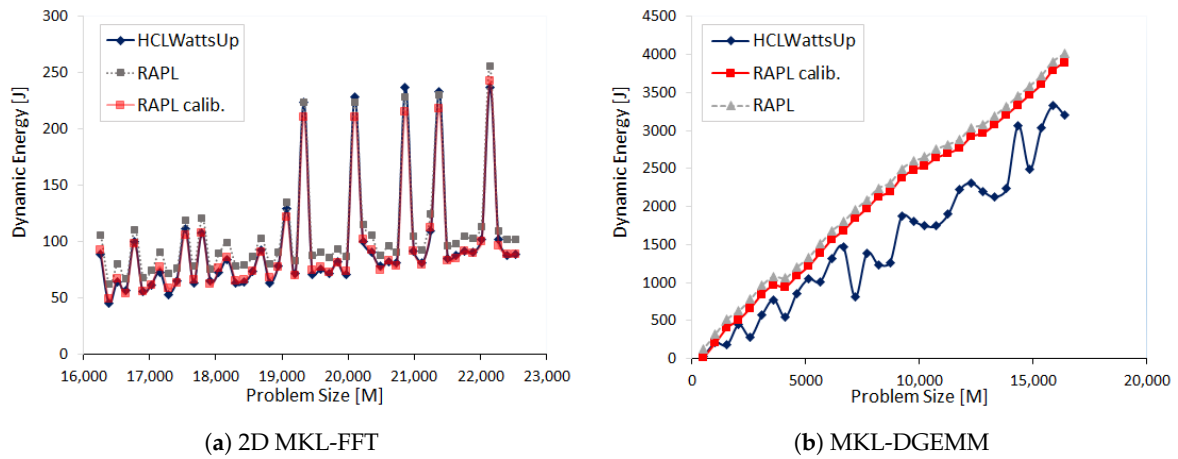 300
250
200
150
100
50
0
Dynamic Energy [J]
HCLWattsUp
RAPL
RAPL calib.
16,000 17,000 18,000 19,000 20,000 21,000 22,000 23,000
Problem Size [M]
(a) 2D MKL-FFT
4500
4000
3500
3000
2500
2000
1500
1000
500
0
Dynamic Energy [J]
HCLWattsUp
RAPL calib.
RAPL
0 5000 10,000 15,000 20,000
Problem Size [M]
(b) MKL-DGEMM